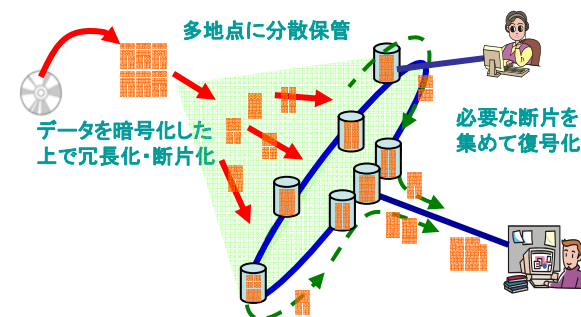 多地点に分散保管
データを暗号化した
上で冗長化・断片化
必要な断片を
集めて復号化